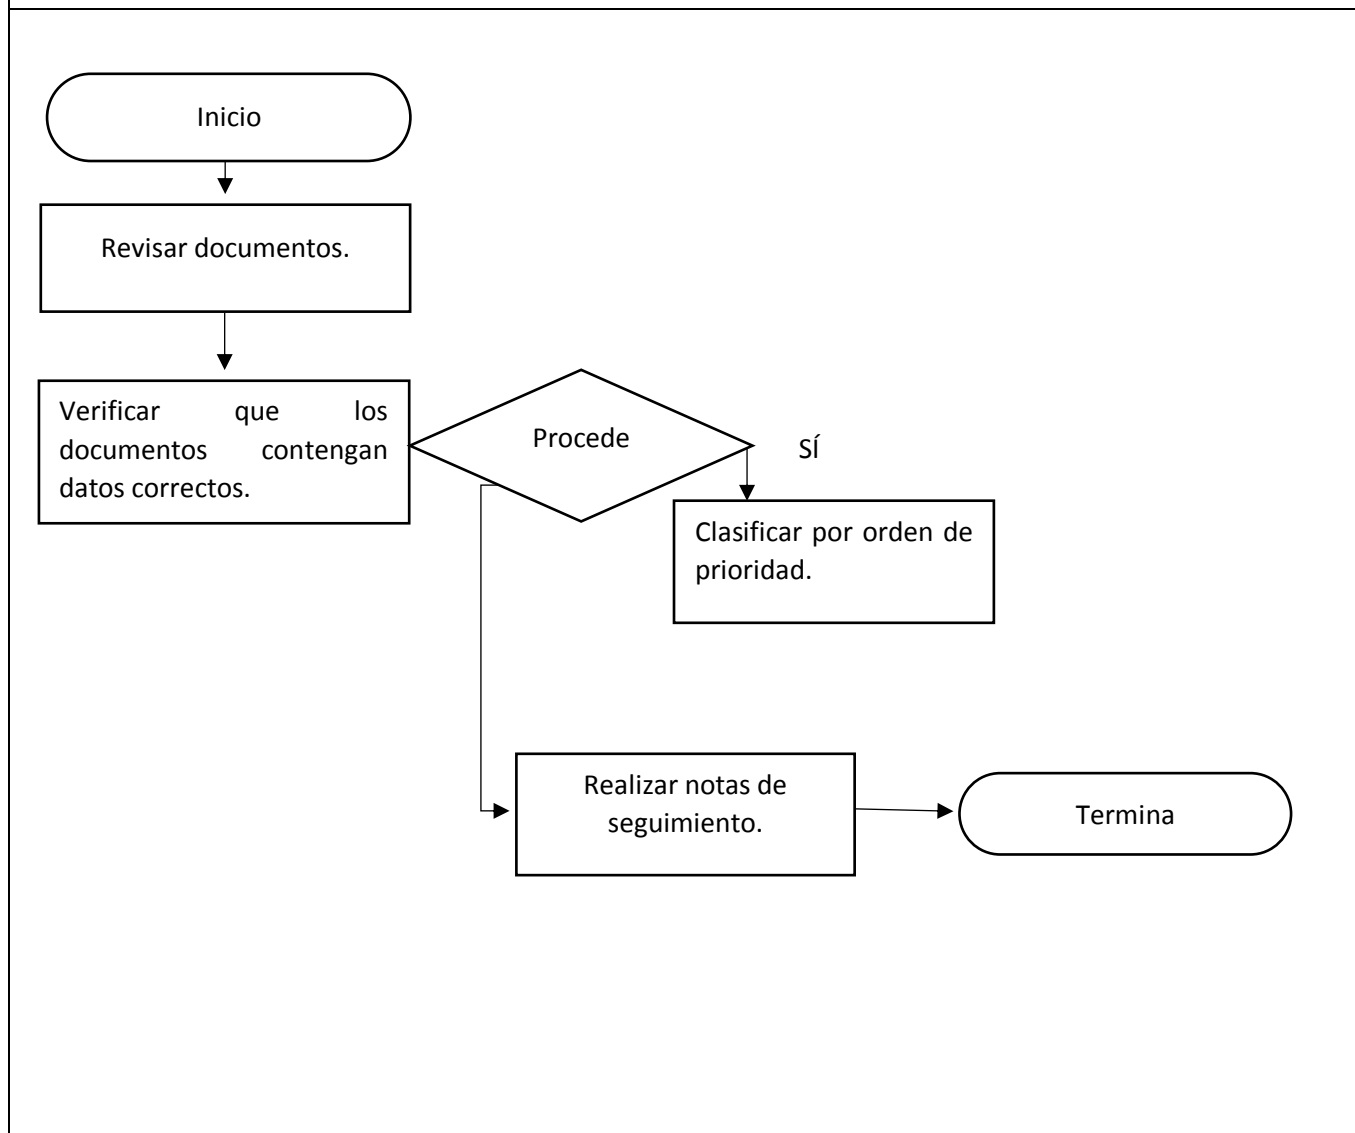 Inicio
Revisar documentos.
Verificar que los
documentos contengan
datos correctos.
Procede
SÍ
Clasificar por orden de
prioridad.
Realizar notas de
seguimiento.
Termina